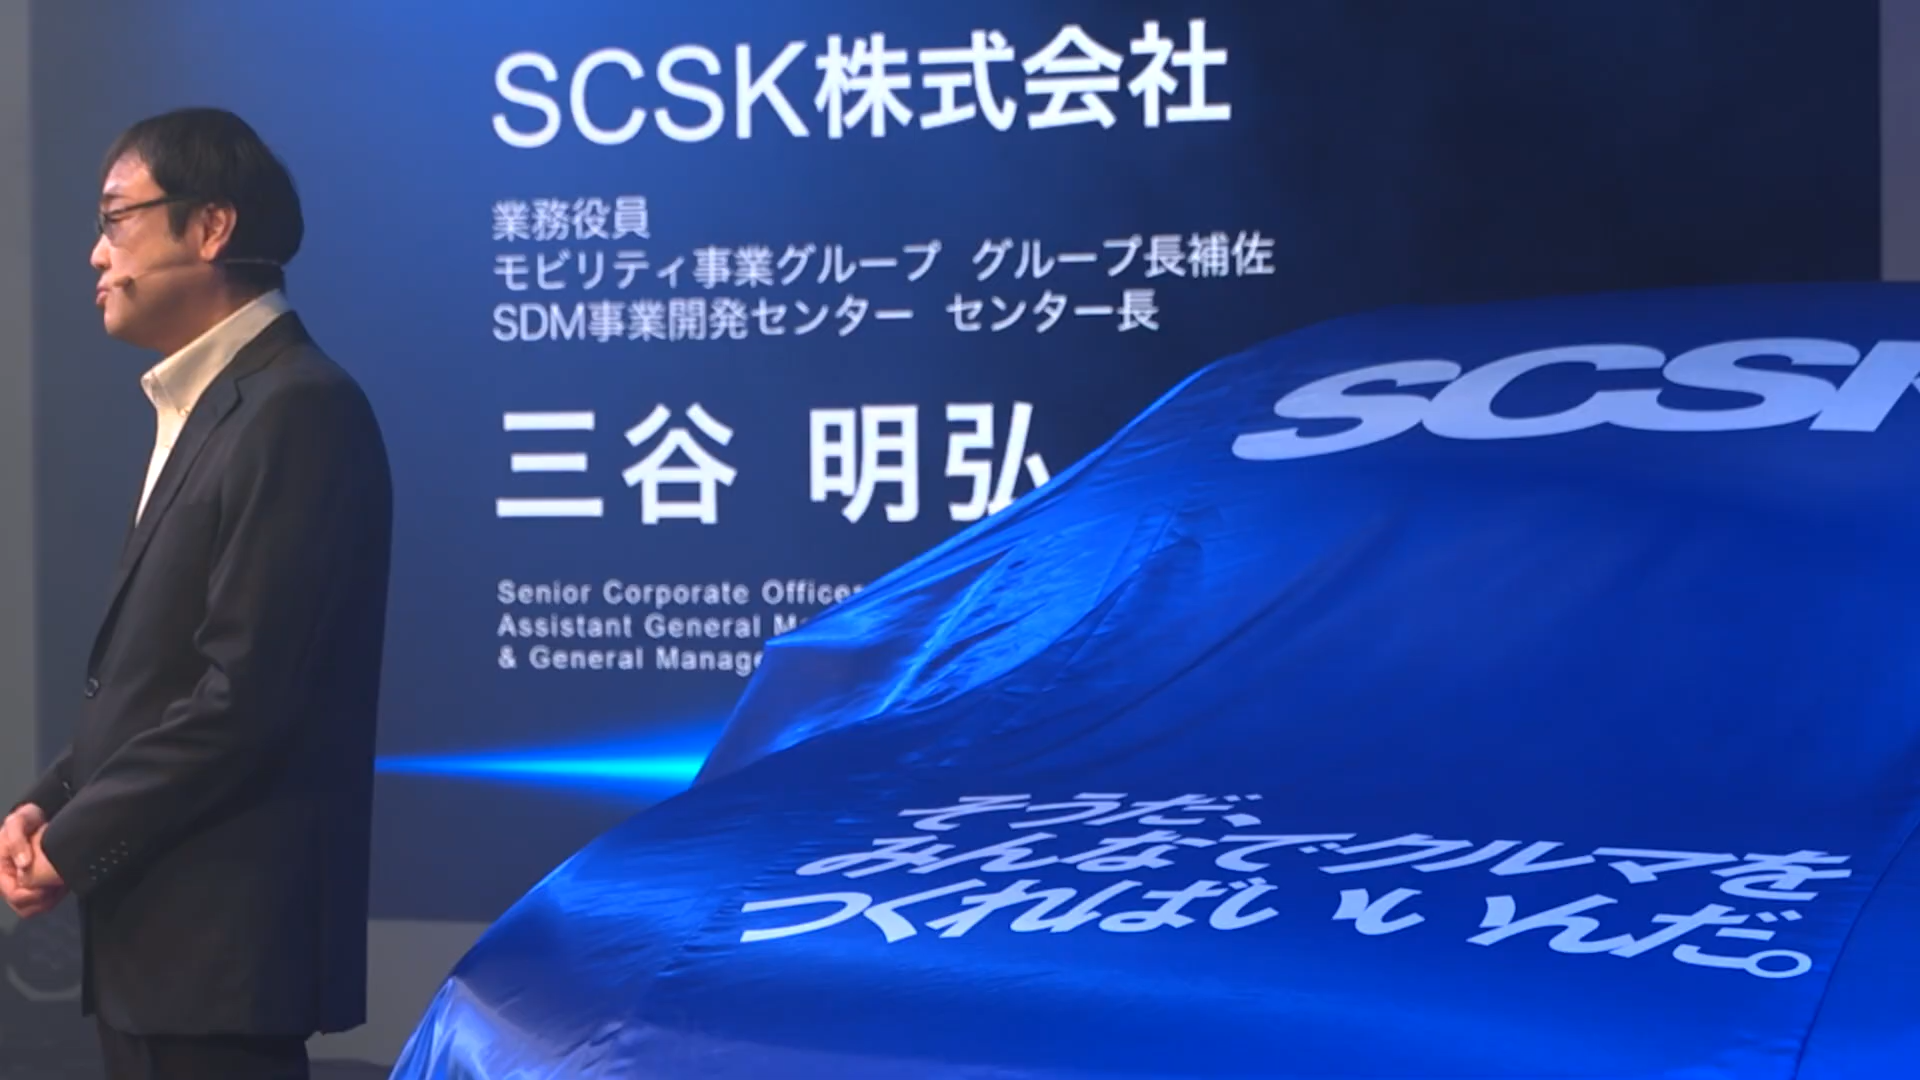 SCSK株式会社
業務役員
モビリティ事業グループ グループ長補佐
SDM事業開発センター センター長
三谷 明弘
Senior Corporate Officer
Assistant General
& General Manage
SCSK
そうだ、
みんなでクルマを
つくればいいんだ。